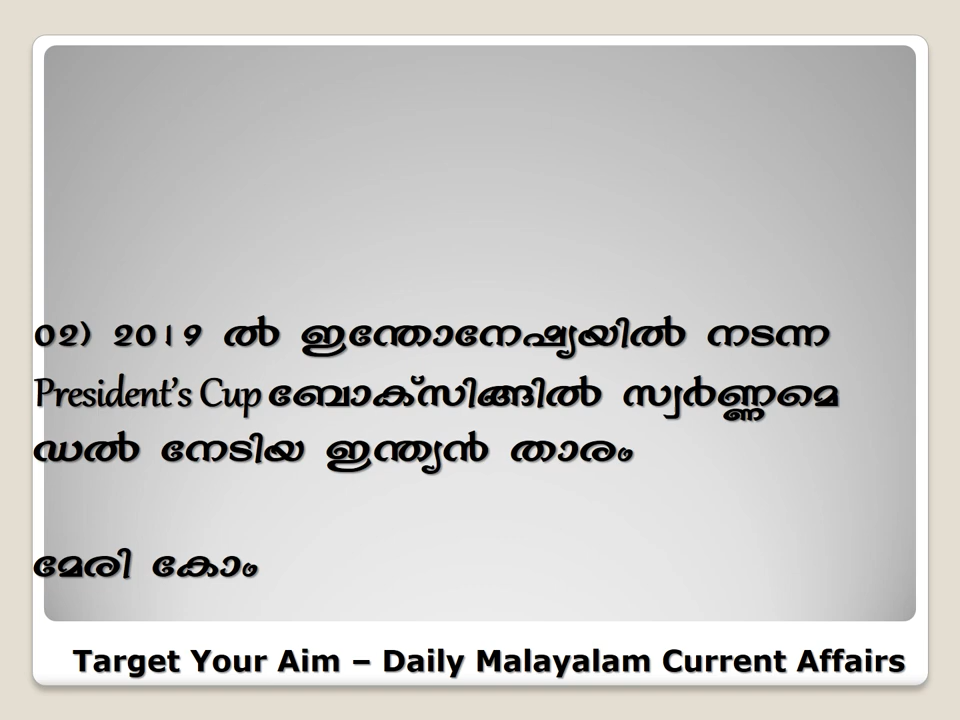 02) 2019 ൽ ഇന്തോനേഷ്യയിൽ നടന്ന
President’s Cup ബോക്സിങ്ങിൽ സ്വർണ്ണമെ
ഡൽ നേടിയ ഇന്ത്യൻ താരം
മേരി കോം
Target Your Aim – Daily Malayalam Current Affairs